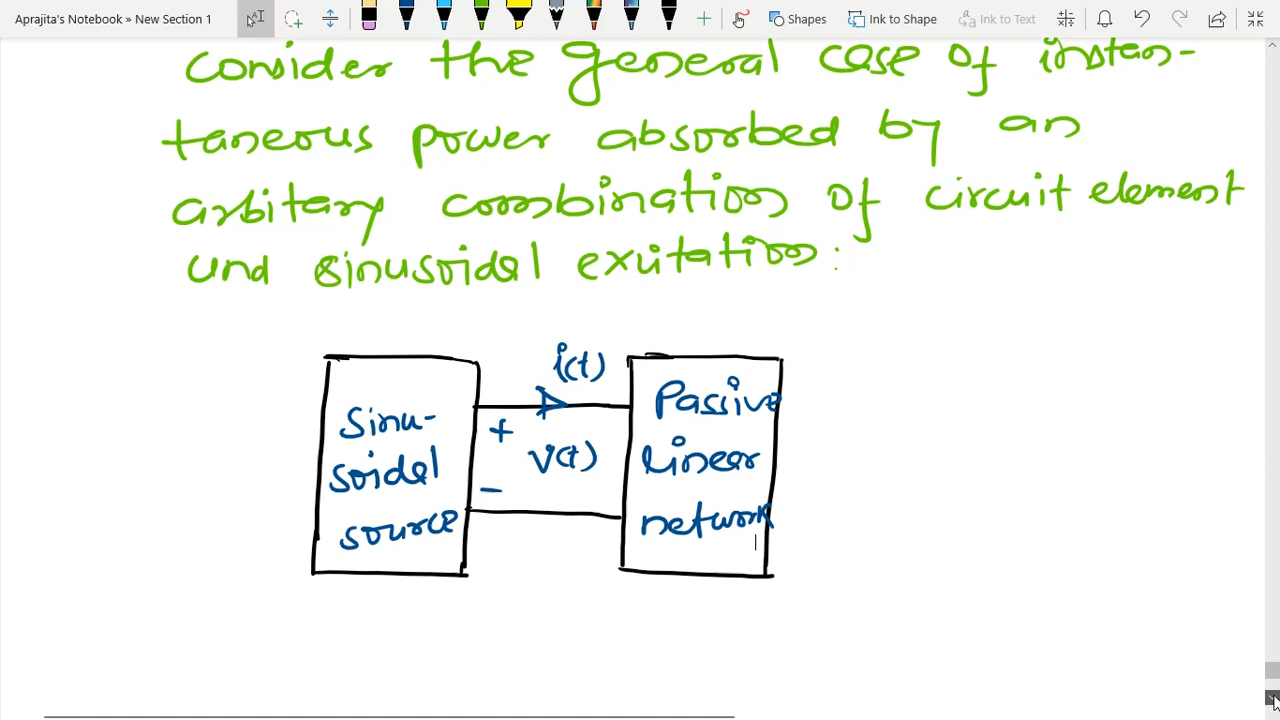 Aprajita's Notebook » New Section 1
Shapes
Ink to Shape
Ink to Text
Consider the general case of instan-
taneous power absorbed by an
arbitary combination of circuit element
und sinusoidal exitation:
i(t)
Sinu-
soidal
source
+
V(t)
-
Passive
Linear
network